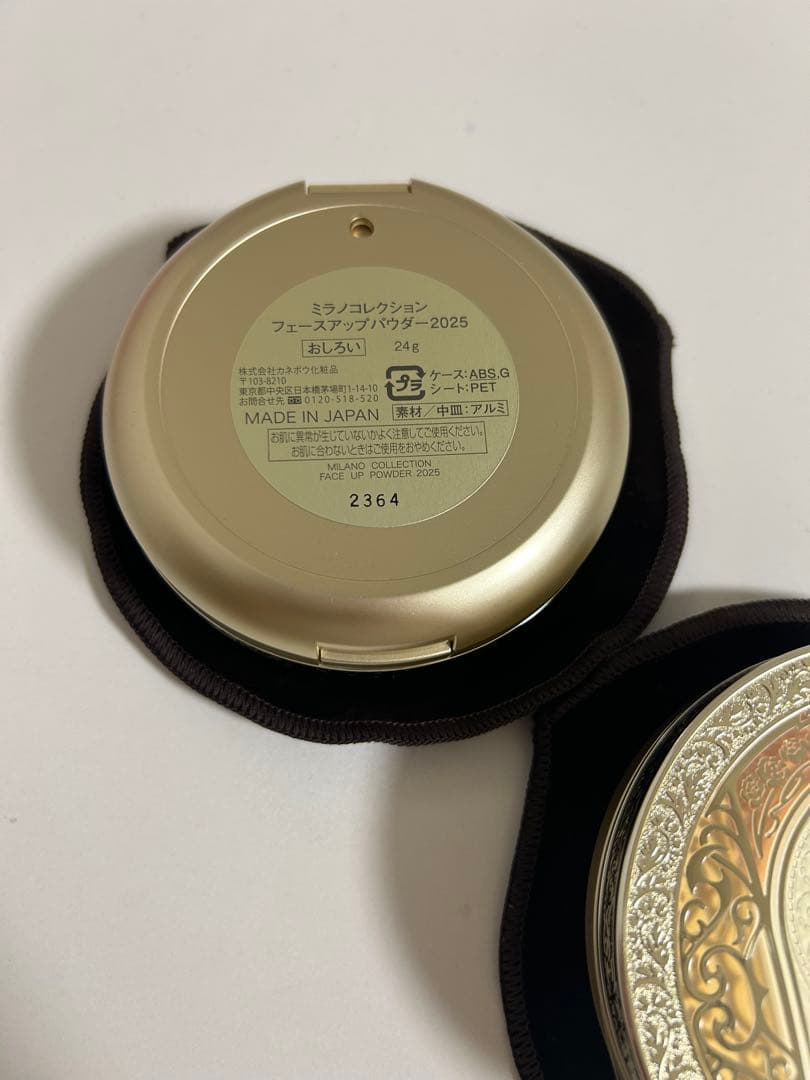 ミラノコレクション
フェースアップパウダー2025
おしろい 24g
株式会社カネボウ化粧品
〒103-8210
東京都中央区日本橋茅場町1-14-10
お問合せ先 0120-518-520
プラ ケース:ABS,G
シート:PET
MADE IN JAPAN 素材/中皿:アルミ
お肌に異常が生じていないかよく注意してご使用ください。
お肌に合わないときはご使用をおやめください。
MILANO COLLECTION
FACE UP POWDER 2025
2364